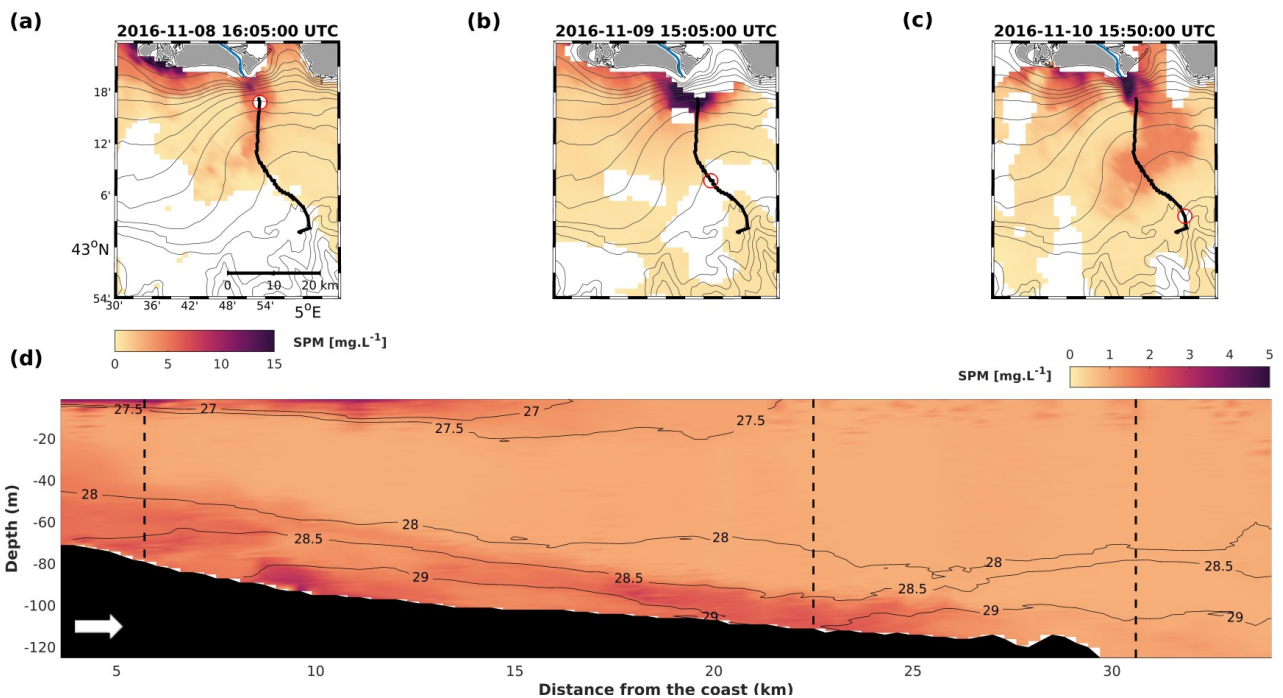 (a)
(b)
(c)
2016-11-08 16:05:00 UTC
2016-11-09 15:05:00 UTC
2016-11-10 15:50:00 UTC
18'
12'
6'
43°N
54'
0 10 20 km
30' 36' 42' 48' 54' 5°E
SPM [mg.L-1]
0 5 10 15
(d)
SPM [mg.L-1]
0 1 2 3 4 5
27.5 27 27
27.5 27.5
28 28 28 28
28.5 28.5 28.5 28.5
29 29 29 29
-20
-40
-60
-80
-100
-120
Depth (m)
5 10 15 20 25 30
Distance from the coast (km)